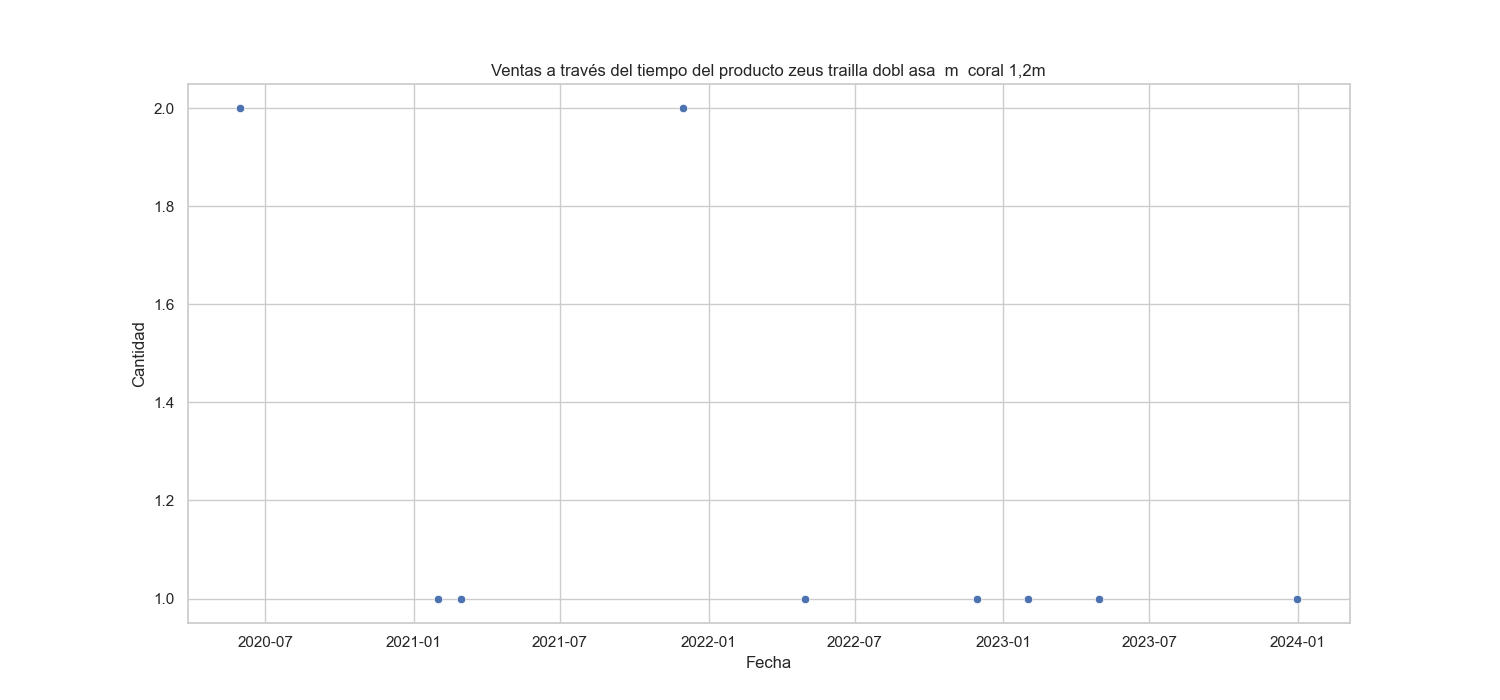 Ventas a través del tiempo del producto zeus trailla dobl asa  m  coral 1,2m
2.0
1.8
1.6
1.4
1.2
1.0
Cantidad
2020-07 2021-01 2021-07 2022-01 2022-07 2023-01 2023-07 2024-01
Fecha